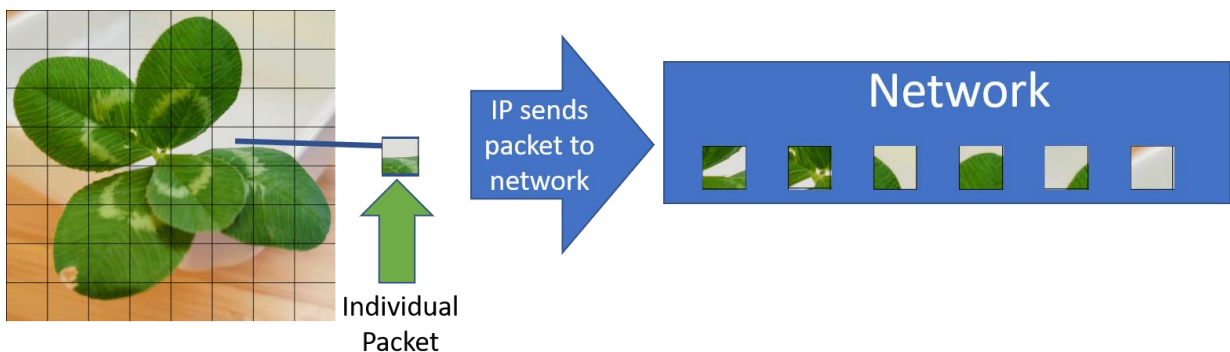 IP sends
packet to
network
Network
Individual
Packet